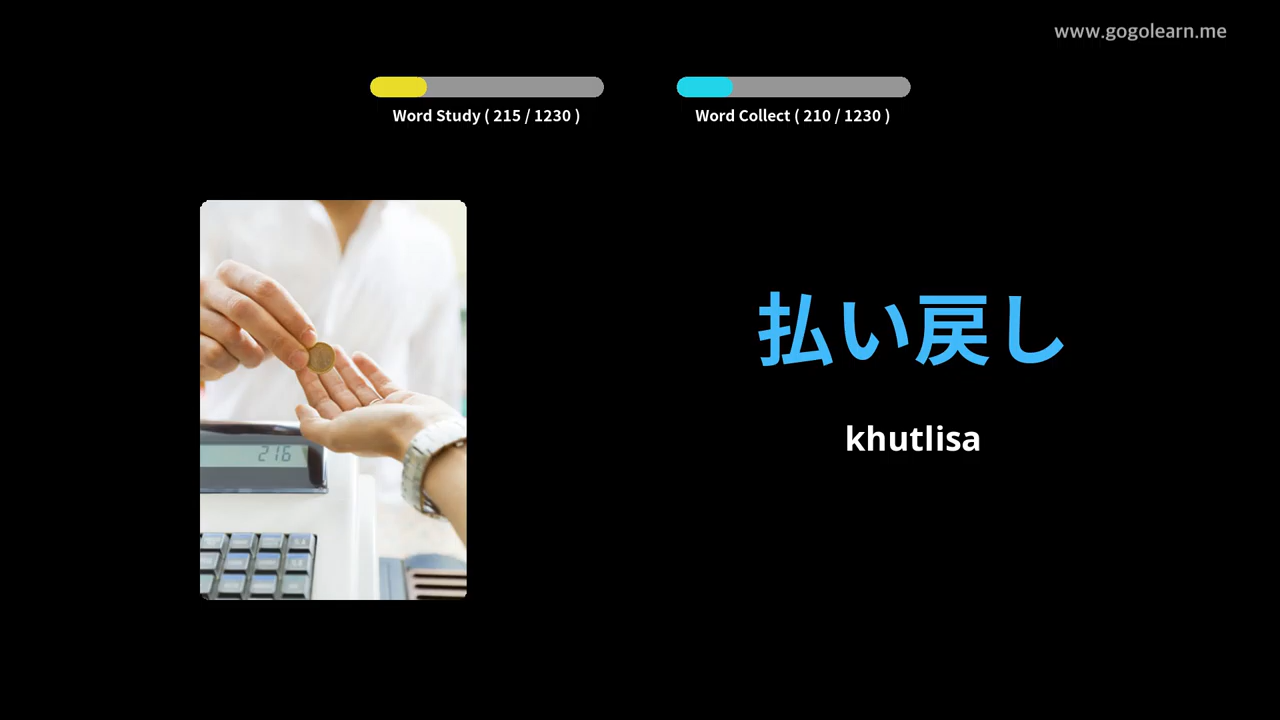 www.gogolearn.me
Word Study ( 215 / 1230 )
Word Collect ( 210 / 1230 )
払い戻し
khutlisa
216